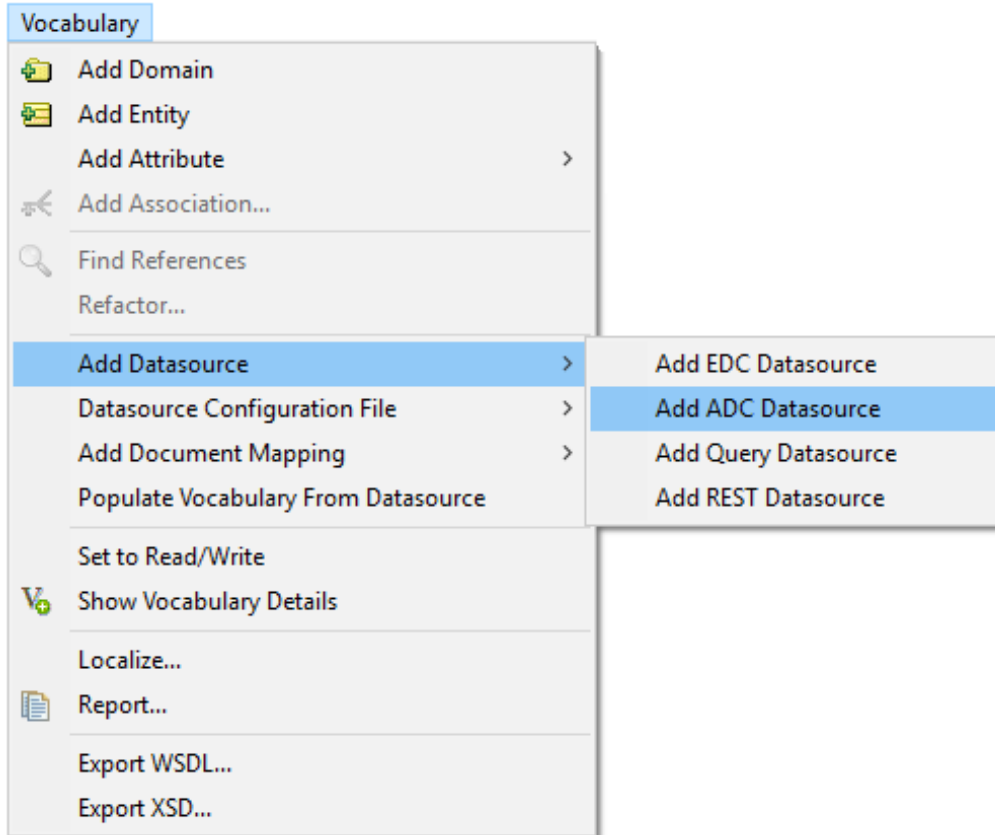 Vocabulary
Add Domain
Add Entity
Add Attribute
Add Association...
Find References
Refactor...
Add Datasource
Add EDC Datasource
Datasource Configuration File
Add ADC Datasource
Add Document Mapping
Add Query Datasource
Populate Vocabulary From Datasource
Add REST Datasource
Set to Read/Write
Show Vocabulary Details
Localize...
Report...
Export WSDL...
Export XSD...